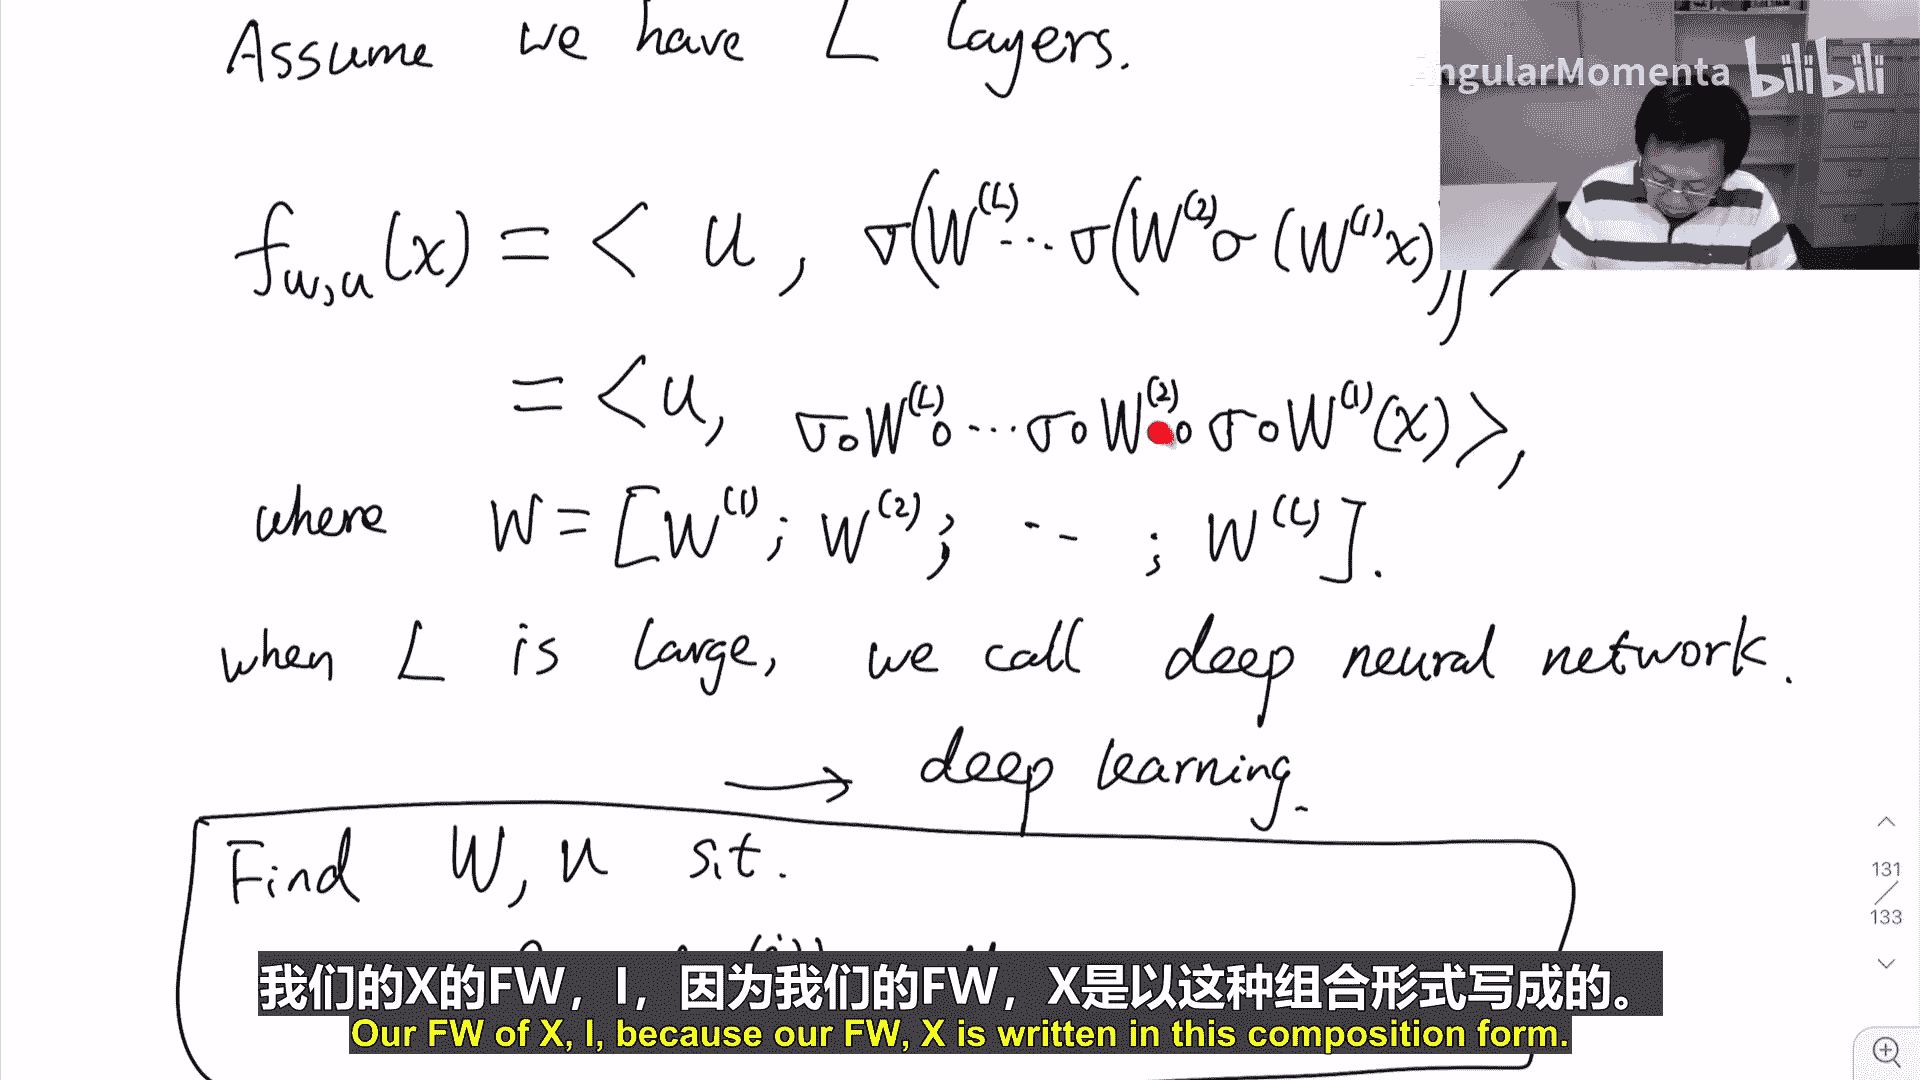 Assume we have L layers.
ngularMomenta bilibili
f_{W,u}(x) = < u , σ(W^{(L)} ... σ(W^{(2)} σ (W^{(1)} x) )) >
= < u, σ∘W^{(L)}∘ ... σ∘W^{(2)}∘ σ∘W^{(1)}(x) >,
where W = [W^{(1)}; W^{(2)}; -- ; W^{(L)}].
when L is large, we call deep neural network.
→ deep learning.
Find W, u s.t.
131
/
133
我们的X的FW，I，因为我们的FW，X是以这种组合形式写成的。
Our FW of X, I, because our FW, X is written in this composition form.